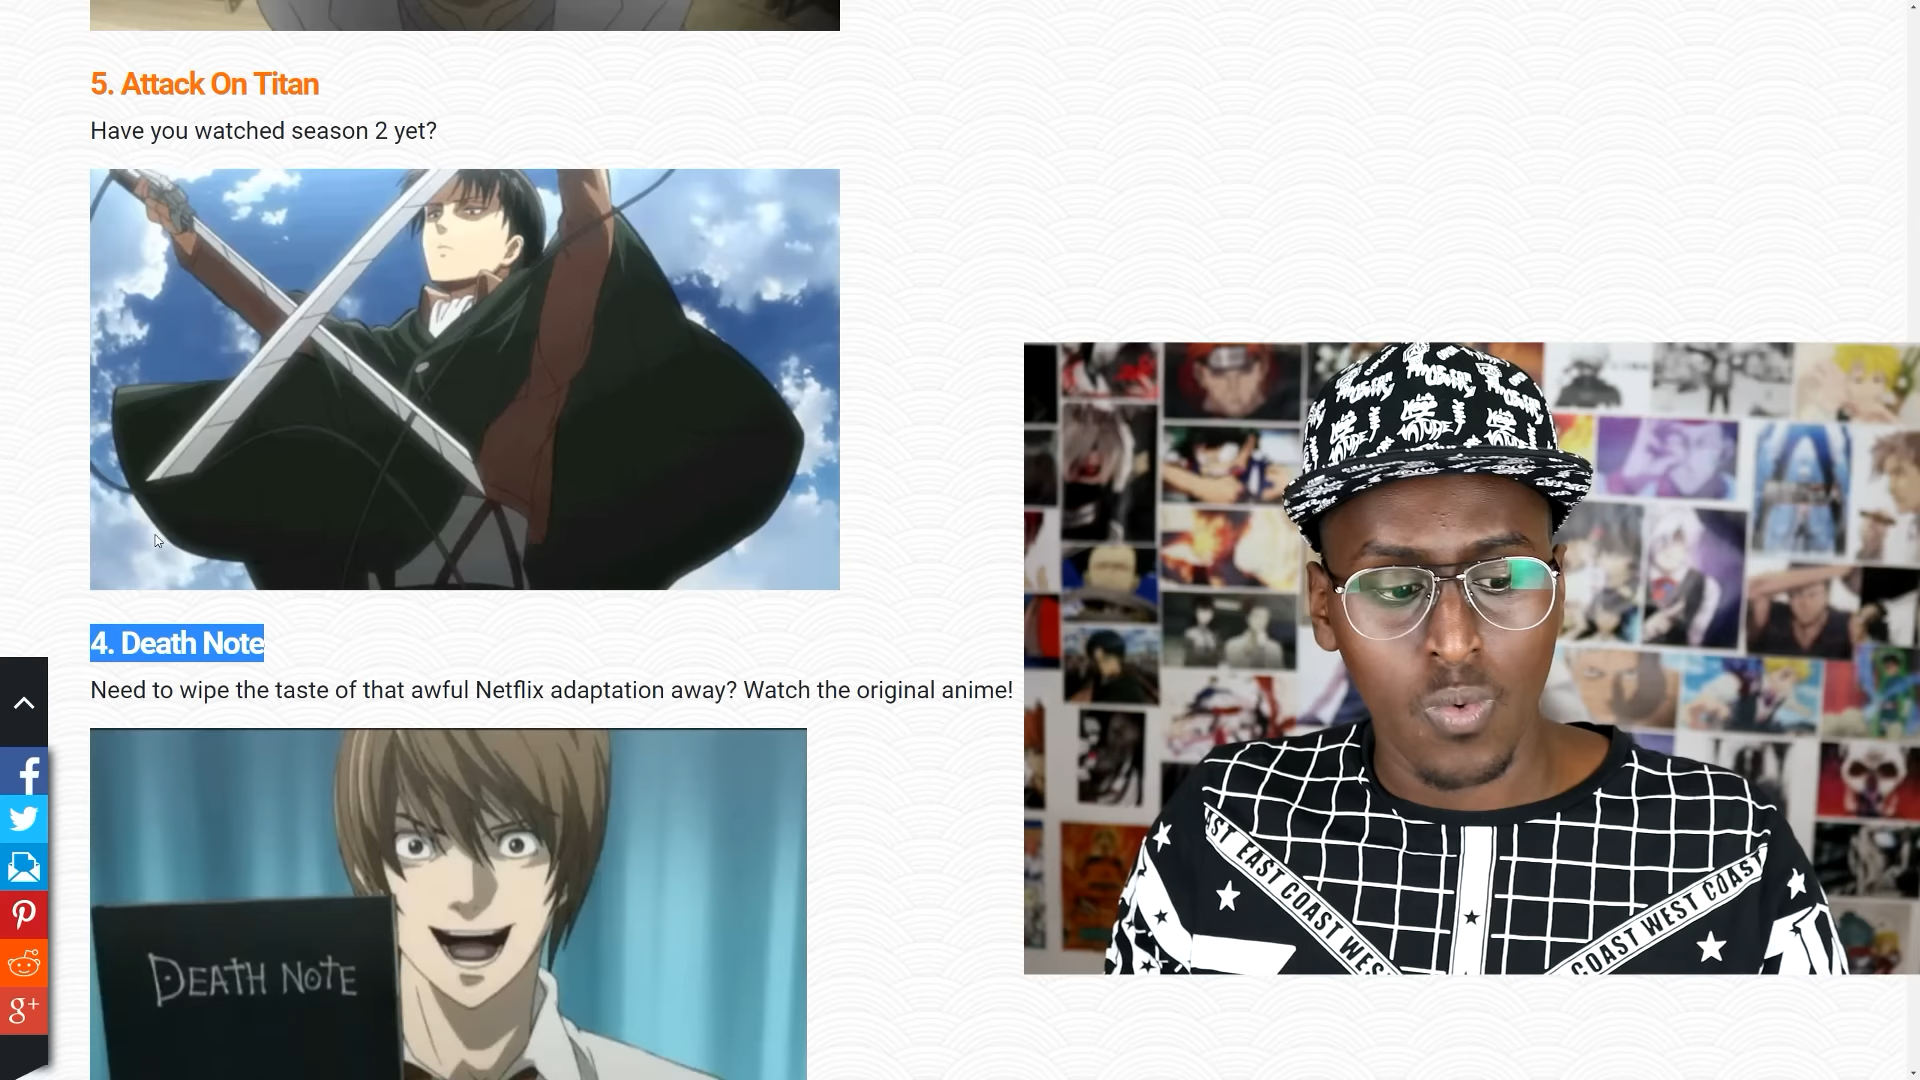 5. Attack On Titan
Have you watched season 2 yet?
4. Death Note
Need to wipe the taste of that awful Netflix adaptation away? Watch the original anime!
DEATH NOTE
EAST COAST WES
COAST WEST COAST
g+